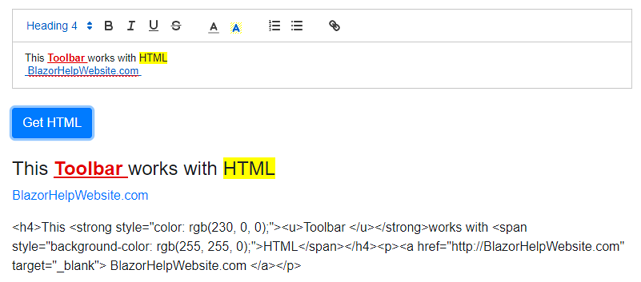 Heading 4 B I U S A A
This Toolbar works with HTML
BlazorHelpWebsite.com
Get HTML
This Toolbar works with HTML
BlazorHelpWebsite.com
<h4>This <strong style="color: rgb(230, 0, 0);"><u>Toolbar </u></strong>works with <span
style="background-color: rgb(255, 255, 0);">HTML</span></h4><p><a href="http://BlazorHelpWebsite.com"
target="_blank"> BlazorHelpWebsite.com </a></p>